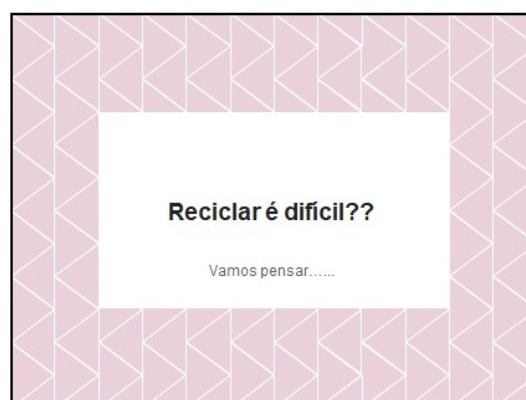 Reciclar é difícil??
Vamos pensar......